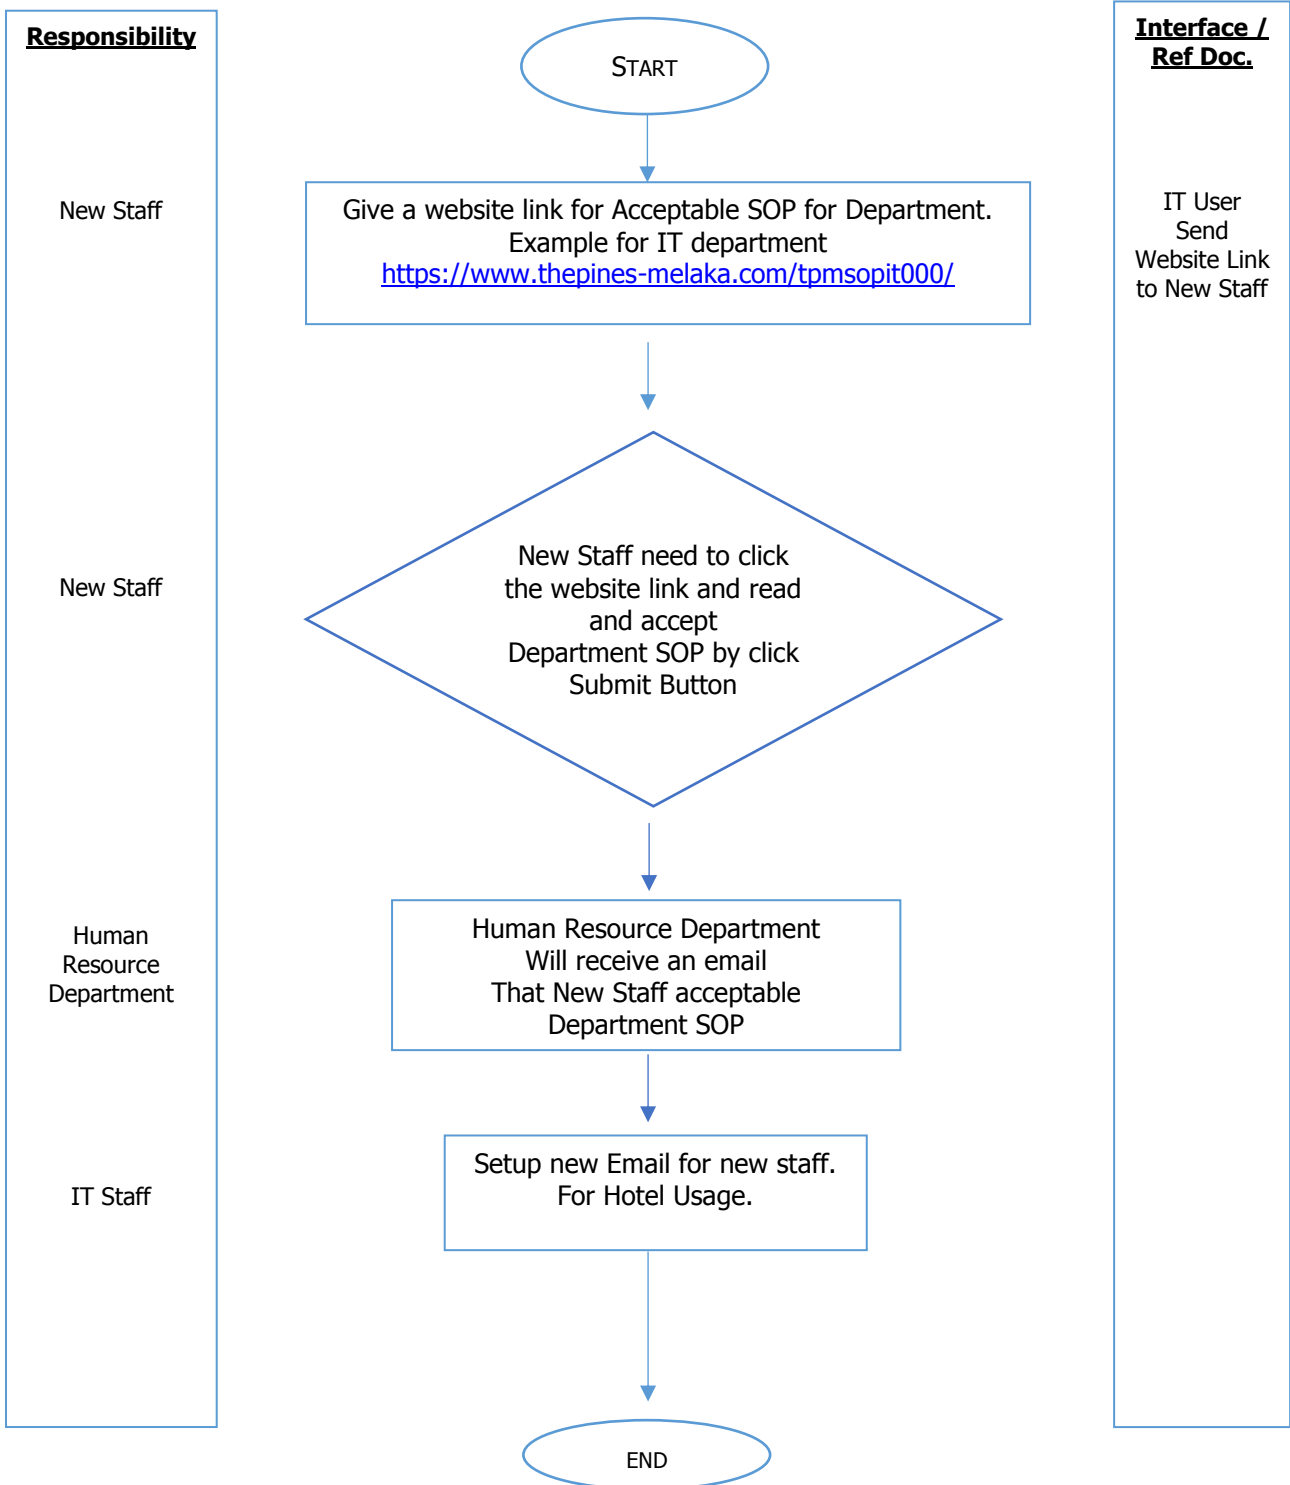 Responsibility
Interface /
Ref Doc.
START
New Staff
Give a website link for Acceptable SOP for Department.
Example for IT department
https://www.thepines-melaka.com/tpmsopit000/
IT User
Send
Website Link
to New Staff
New Staff
New Staff need to click
the website link and read
and accept
Department SOP by click
Submit Button
Human
Resource
Department
Human Resource Department
Will receive an email
That New Staff acceptable
Department SOP
IT Staff
Setup new Email for new staff.
For Hotel Usage.
END